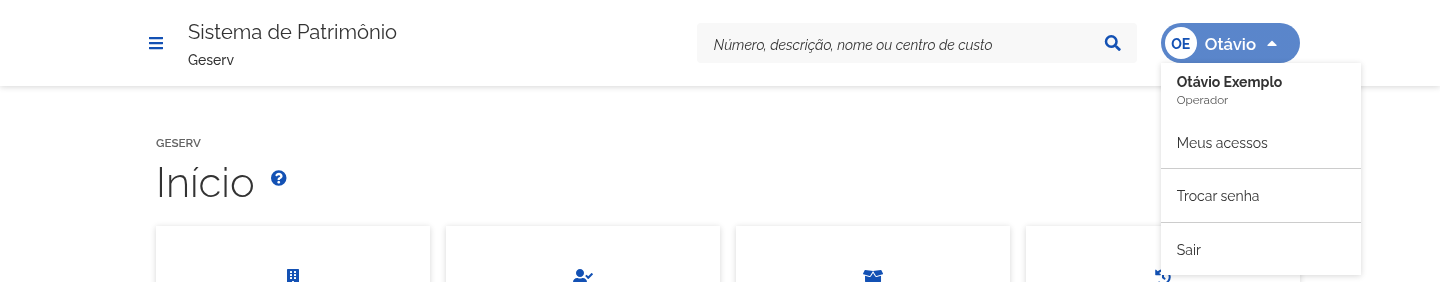 Sistema de Patrimônio
Geserv
Número, descrição, nome ou centro de custo
OE Otávio
Otávio Exemplo
Operador
Meus acessos
Trocar senha
Sair
GESERV
Início